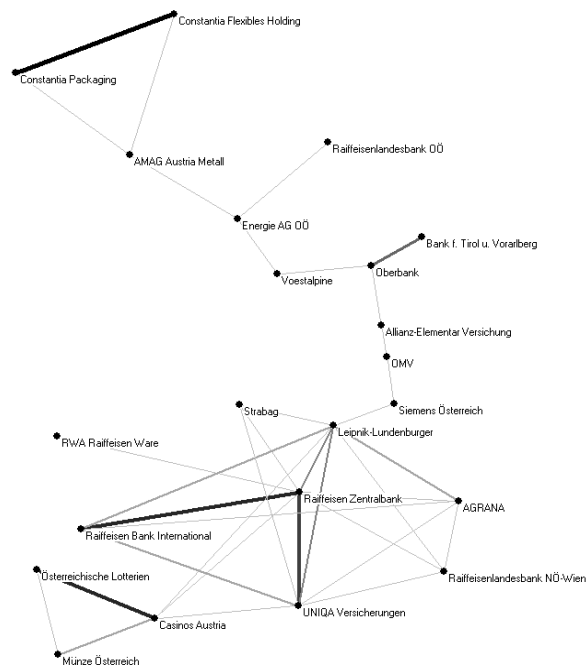 Constantia Flexibles Holding
Constantia Packaging
Raiffeisenlandesbank OÖ
AMAG Austria Metall
Energie AG OÖ
Bank f. Tirol u. Vorarlberg
Oberbank
Voestalpine
Allianz-Elementar Versichung
OMV
Siemens Österreich
Strabag
Leipnik-Lundenburger
RWA Raiffeisen Ware
Raiffeisen Zentralbank
AGRANA
Raiffeisen Bank International
Österreichische Lotterien
Raiffeisenlandesbank NÖ-Wien
UNIQA Versicherungen
Casinos Austria
Münze Österreich